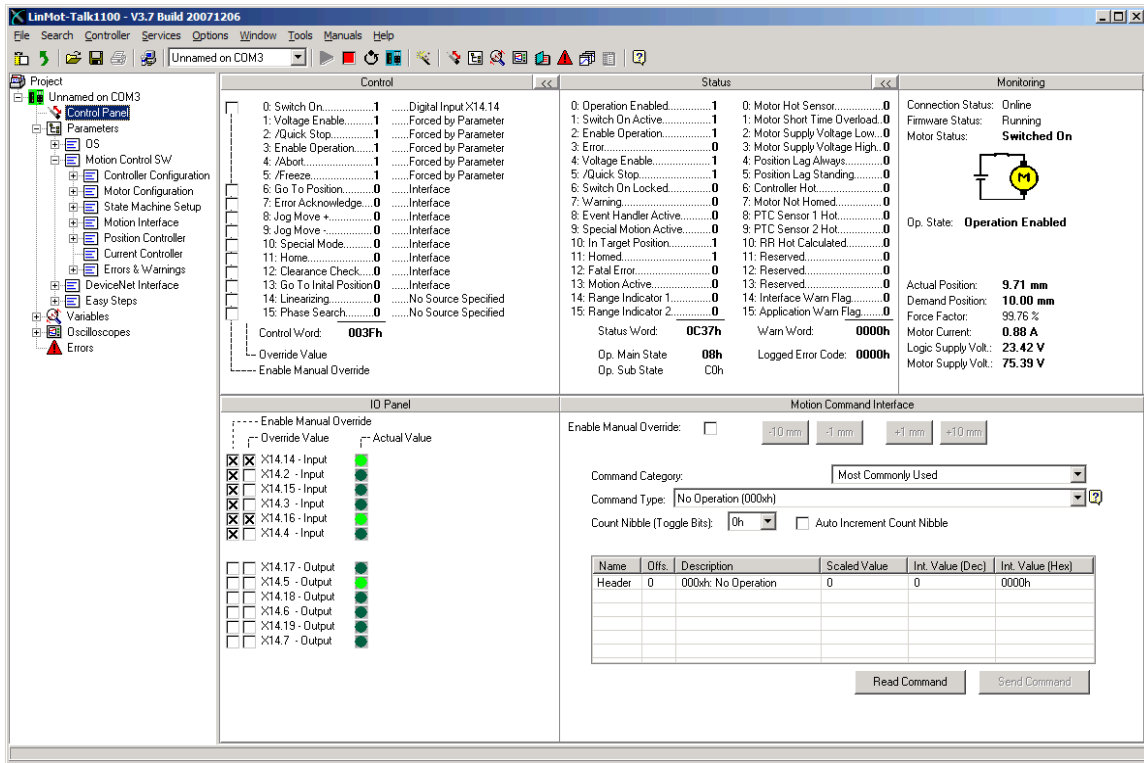 LinMot-Talk1100 - V3.7 Build 20071206
File Search Controller Services Options Window Tools Manuals Help
Unnamed on COM3
Project
Unnamed on COM3
Control Panel
Parameters
OS
Motion Control SW
Controller Configuration
Motor Configuration
State Machine Setup
Motion Interface
Position Controller
Current Controller
Errors & Warnings
DeviceNet Interface
Easy Steps
Variables
Oscilloscopes
Errors
Control <<
0: Switch On.................1 ......Digital Input X14.14
1: Voltage Enable..........1 ......Forced by Parameter
2: /Quick Stop...............1 ......Forced by Parameter
3: Enable Operation.......1 ......Forced by Parameter
4: /Abort.......................1 ......Forced by Parameter
5: /Freeze.....................1 ......Forced by Parameter
6: Go To Position..........0 ......Interface
7: Error Acknowledge....0 ......Interface
8: Jog Move +..............0 ......Interface
9: Jog Move -...............0 ......Interface
10: Special Mode..........0 ......Interface
11: Home.....................0 ......Interface
12: Clearance Check....0 ......Interface
13: Go To Inital Position0 ......Interface
14: Linearizing..............0 ......No Source Specified
15: Phase Search.........0 ......No Source Specified
Control Word: 003Fh
Override Value
Enable Manual Override
Status <<
0: Operation Enabled.............1
1: Switch On Active...............1
2: Enable Operation...............1
3: Error.................................0
4: Voltage Enable..................1
5: /Quick Stop.......................1
6: Switch On Locked.............0
7: Warning............................0
8: Event Handler Active.........0
9: Special Motion Active........0
10: In Target Position.............1
11: Homed............................1
12: Fatal Error.......................0
13: Motion Active..................0
14: Range Indicator 1............0
15: Range Indicator 2............0
Status Word: 0C37h
Op. Main State 08h
Op. Sub State C0h
0: Motor Hot Sensor..............0
1: Motor Short Time Overload..0
2: Motor Supply Voltage Low...0
3: Motor Supply Voltage High..0
4: Position Lag Always............0
5: Position Lag Standing.........0
6: Controller Hot.....................0
7: Motor Not Homed...............0
8: PTC Sensor 1 Hot..............0
9: PTC Sensor 2 Hot..............0
10: RR Hot Calculated............0
11: Reserved.........................0
12: Reserved.........................0
13: Reserved.........................0
14: Interface Warn Flag..........0
15: Application Warn Flag.......0
Warn Word: 0000h
Logged Error Code: 0000h
Monitoring
Connection Status: Online
Firmware Status: Running
Motor Status: Switched On
M
Op. State: Operation Enabled
Actual Position: 9.71 mm
Demand Position: 10.00 mm
Force Factor: 99.76 %
Motor Current: 0.88 A
Logic Supply Volt.: 23.42 V
Motor Supply Volt.: 75.39 V
IO Panel
Enable Manual Override
Override Value Actual Value
X14.14 - Input
X14.2 - Input
X14.15 - Input
X14.3 - Input
X14.16 - Input
X14.4 - Input
X14.17 - Output
X14.5 - Output
X14.18 - Output
X14.6 - Output
X14.19 - Output
X14.7 - Output
Motion Command Interface
Enable Manual Override: -10 mm -1 mm +1 mm +10 mm
Command Category: Most Commonly Used
Command Type: No Operation (000xh)
Count Nibble (Toggle Bits): 0h Auto Increment Count Nibble
Name Offs. Description Scaled Value Int. Value (Dec) Int. Value (Hex)
Header 0 000xh: No Operation 0 0 0000h
Read Command Send Command